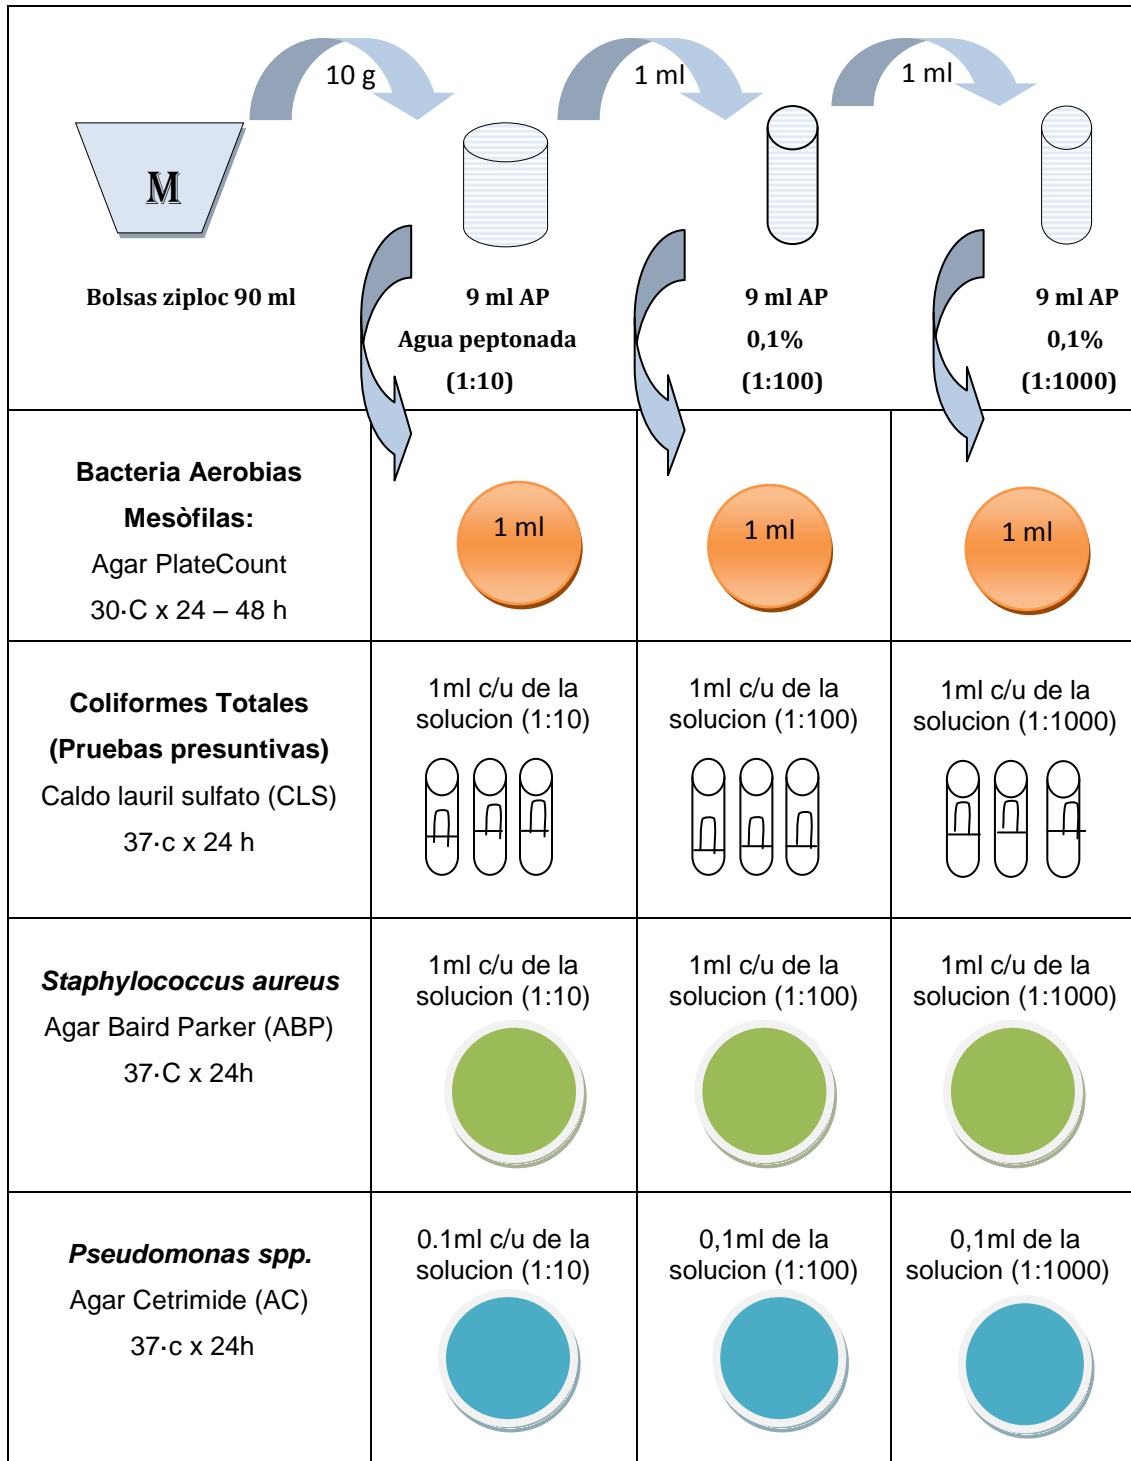 10 g
1 ml
1 ml
M
Bolsas ziploc 90 ml
9 ml AP
Agua peptonada
(1:10)
9 ml AP
0,1%
(1:100)
9 ml AP
0,1%
(1:1000)
Bacteria Aerobias
Mesòfilas:
Agar PlateCount
30·C x 24 – 48 h
1 ml
1 ml
1 ml
Coliformes Totales
(Pruebas presuntivas)
Caldo lauril sulfato (CLS)
37·c x 24 h
1ml c/u de la
solucion (1:10)
1ml c/u de la
solucion (1:100)
1ml c/u de la
solucion (1:1000)
Staphylococcus aureus
Agar Baird Parker (ABP)
37·C x 24h
1ml c/u de la
solucion (1:10)
1ml c/u de la
solucion (1:100)
1ml c/u de la
solucion (1:1000)
Pseudomonas spp.
Agar Cetrimide (AC)
37·c x 24h
0.1ml c/u de la
solucion (1:10)
0,1ml de la
solucion (1:100)
0,1ml de la
solucion (1:1000)